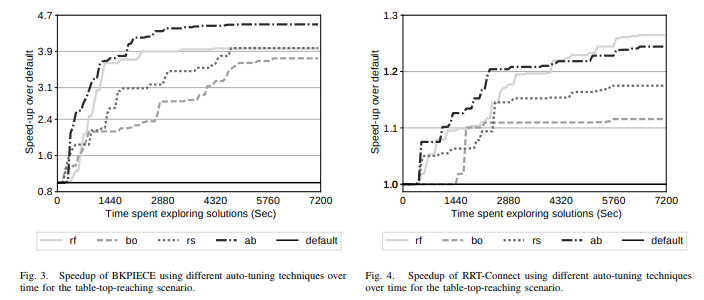 4.7
3.9
3.1
2.4
1.6
0.8
Speed-up over default
0 1440 2880 4320 5760 7200
Time spent exploring solutions (Sec)
rf bo rs ab default
Fig. 3. Speedup of BKPIECE using different auto-tuning techniques over
time for the table-top-reaching scenario.
1.3
1.2
1.1
1.0
Speed-up over default
0 1440 2880 4320 5760 7200
Time spent exploring solutions (Sec)
rf bo rs ab default
Fig. 4. Speedup of RRT-Connect using different auto-tuning techniques
over time for the table-top-reaching scenario.